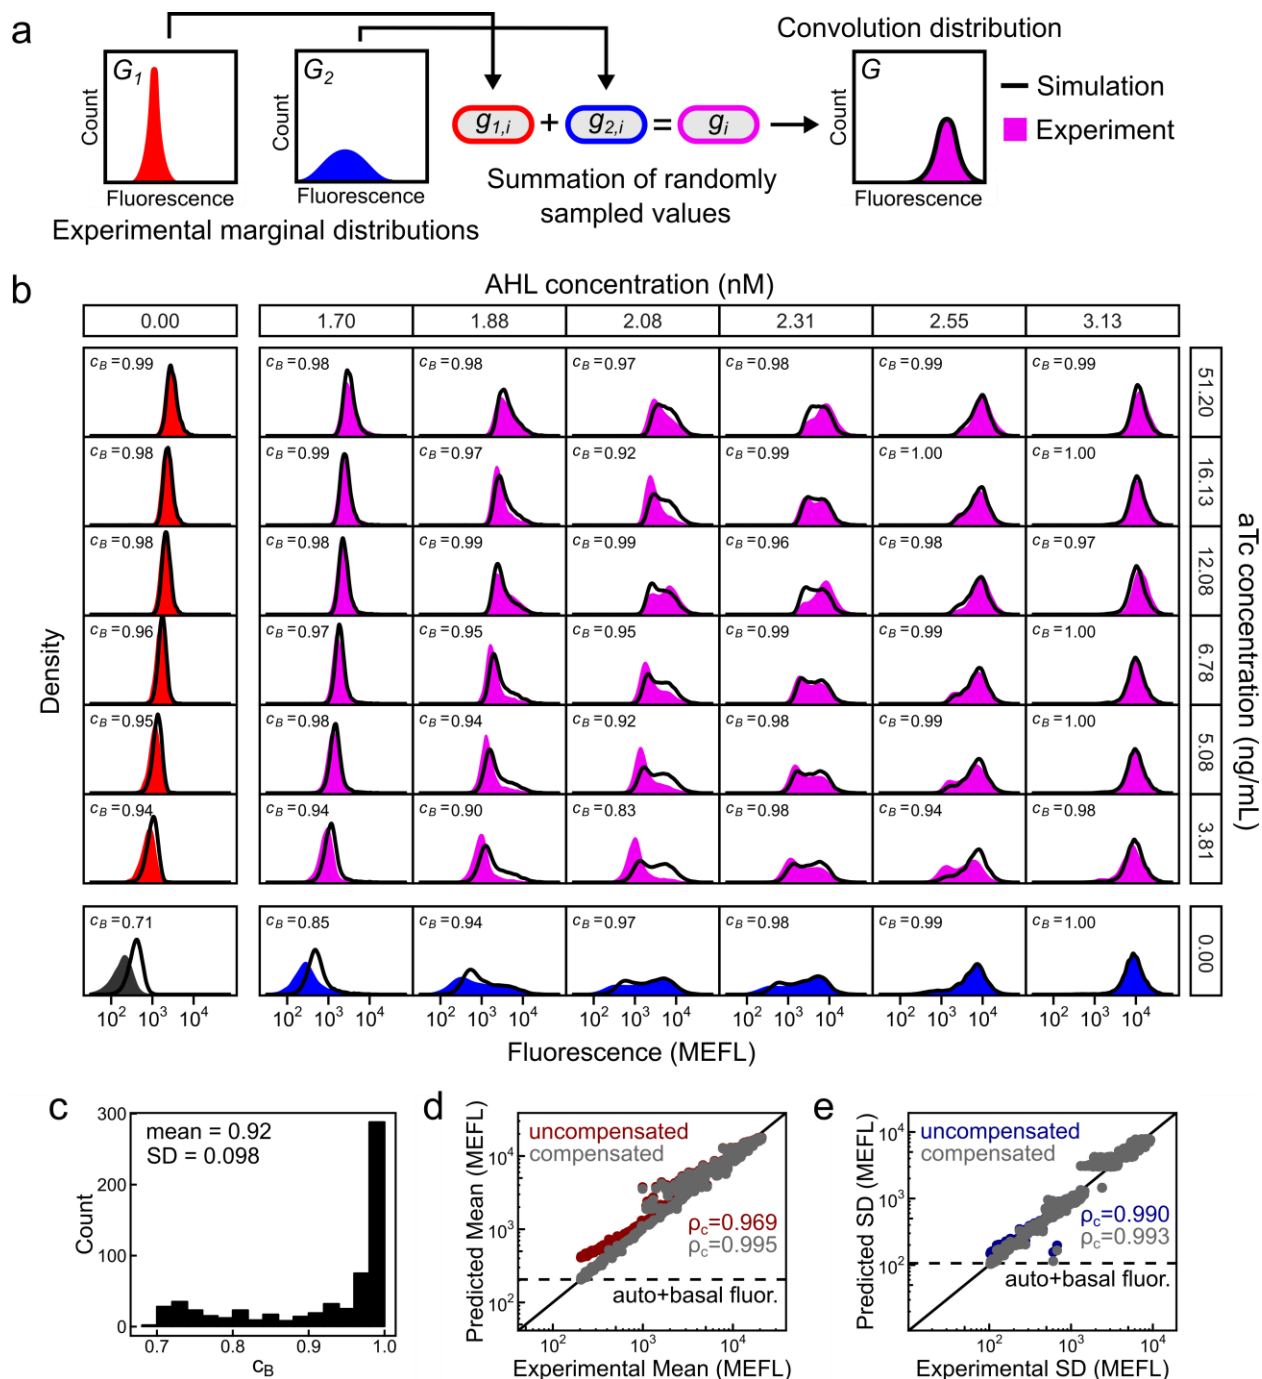 a
Convolution distribution
G1
Count
Fluorescence
G2
Count
Fluorescence
Experimental marginal distributions
g1,i + g2,i = gi
Summation of randomly
sampled values
G
Count
Fluorescence
Simulation
Experiment
b
AHL concentration (nM)
0.00 1.70 1.88 2.08 2.31 2.55 3.13
cB=0.99 cB=0.98 cB=0.98 cB=0.97 cB=0.98 cB=0.99 cB=0.99 51.20
cB=0.98 cB=0.99 cB=0.97 cB=0.92 cB=0.99 cB=1.00 cB=1.00 16.13
cB=0.98 cB=0.98 cB=0.99 cB=0.99 cB=0.96 cB=0.98 cB=0.97 12.08
cB=0.96 cB=0.97 cB=0.95 cB=0.95 cB=0.99 cB=0.99 cB=1.00 6.78
cB=0.95 cB=0.98 cB=0.94 cB=0.92 cB=0.98 cB=0.99 cB=1.00 5.08
cB=0.94 cB=0.94 cB=0.90 cB=0.83 cB=0.98 cB=0.94 cB=0.98 3.81
cB=0.71 cB=0.85 cB=0.94 cB=0.97 cB=0.98 cB=0.99 cB=1.00 0.00
Density
aTc concentration (ng/mL)
10² 10³ 10⁴ 10² 10³ 10⁴ 10² 10³ 10⁴ 10² 10³ 10⁴ 10² 10³ 10⁴ 10² 10³ 10⁴ 10² 10³ 10⁴
Fluorescence (MEFL)
c
mean = 0.92
SD = 0.098
Count
300
200
100
0
0.7 0.8 0.9 1.0
cB
d
uncompensated
compensated
ρc=0.969
ρc=0.995
auto+basal fluor.
Predicted Mean (MEFL)
10⁴
10³
10²
10² 10³ 10⁴
Experimental Mean (MEFL)
e
uncompensated
compensated
ρc=0.990
ρc=0.993
auto+basal fluor.
Predicted SD (MEFL)
10⁴
10³
10²
10² 10³ 10⁴
Experimental SD (MEFL)